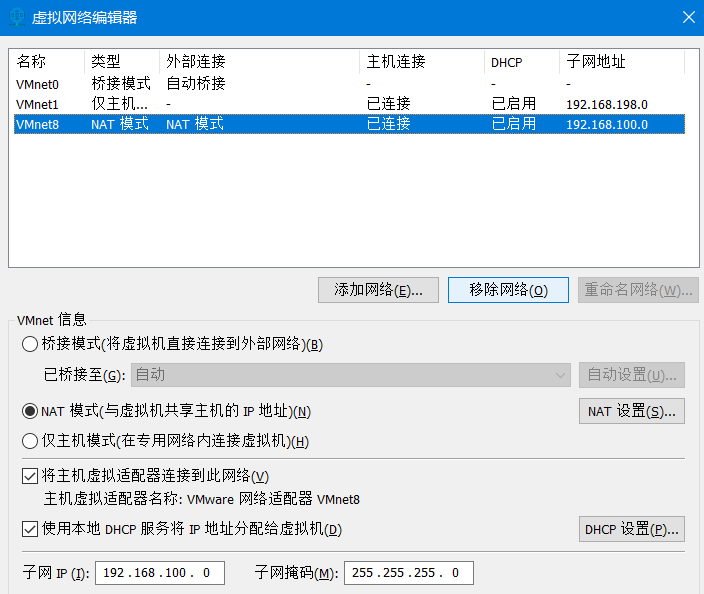 虚拟网络编辑器
名称 类型 外部连接 主机连接 DHCP 子网地址
VMnet0 桥接模式 自动桥接 - - -
VMnet1 仅主机... - 已连接 已启用 192.168.198.0
VMnet8 NAT 模式 NAT 模式 已连接 已启用 192.168.100.0
添加网络(E)... 移除网络(O) 重命名网络(W)...
VMnet 信息
桥接模式(将虚拟机直接连接到外部网络)(B)
已桥接至(G): 自动 自动设置(U)...
NAT 模式(与虚拟机共享主机的 IP 地址)(N) NAT 设置(S)...
仅主机模式(在专用网络内连接虚拟机)(H)
将主机虚拟适配器连接到此网络(V)
主机虚拟适配器名称: VMware 网络适配器 VMnet8
使用本地 DHCP 服务将 IP 地址分配给虚拟机(D) DHCP 设置(P)...
子网 IP (I): 192 .168 .100 . 0 子网掩码(M): 255 .255 .255 . 0